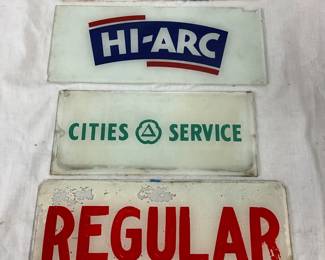 HI-ARC
CITIES SERVICE
REGULAR